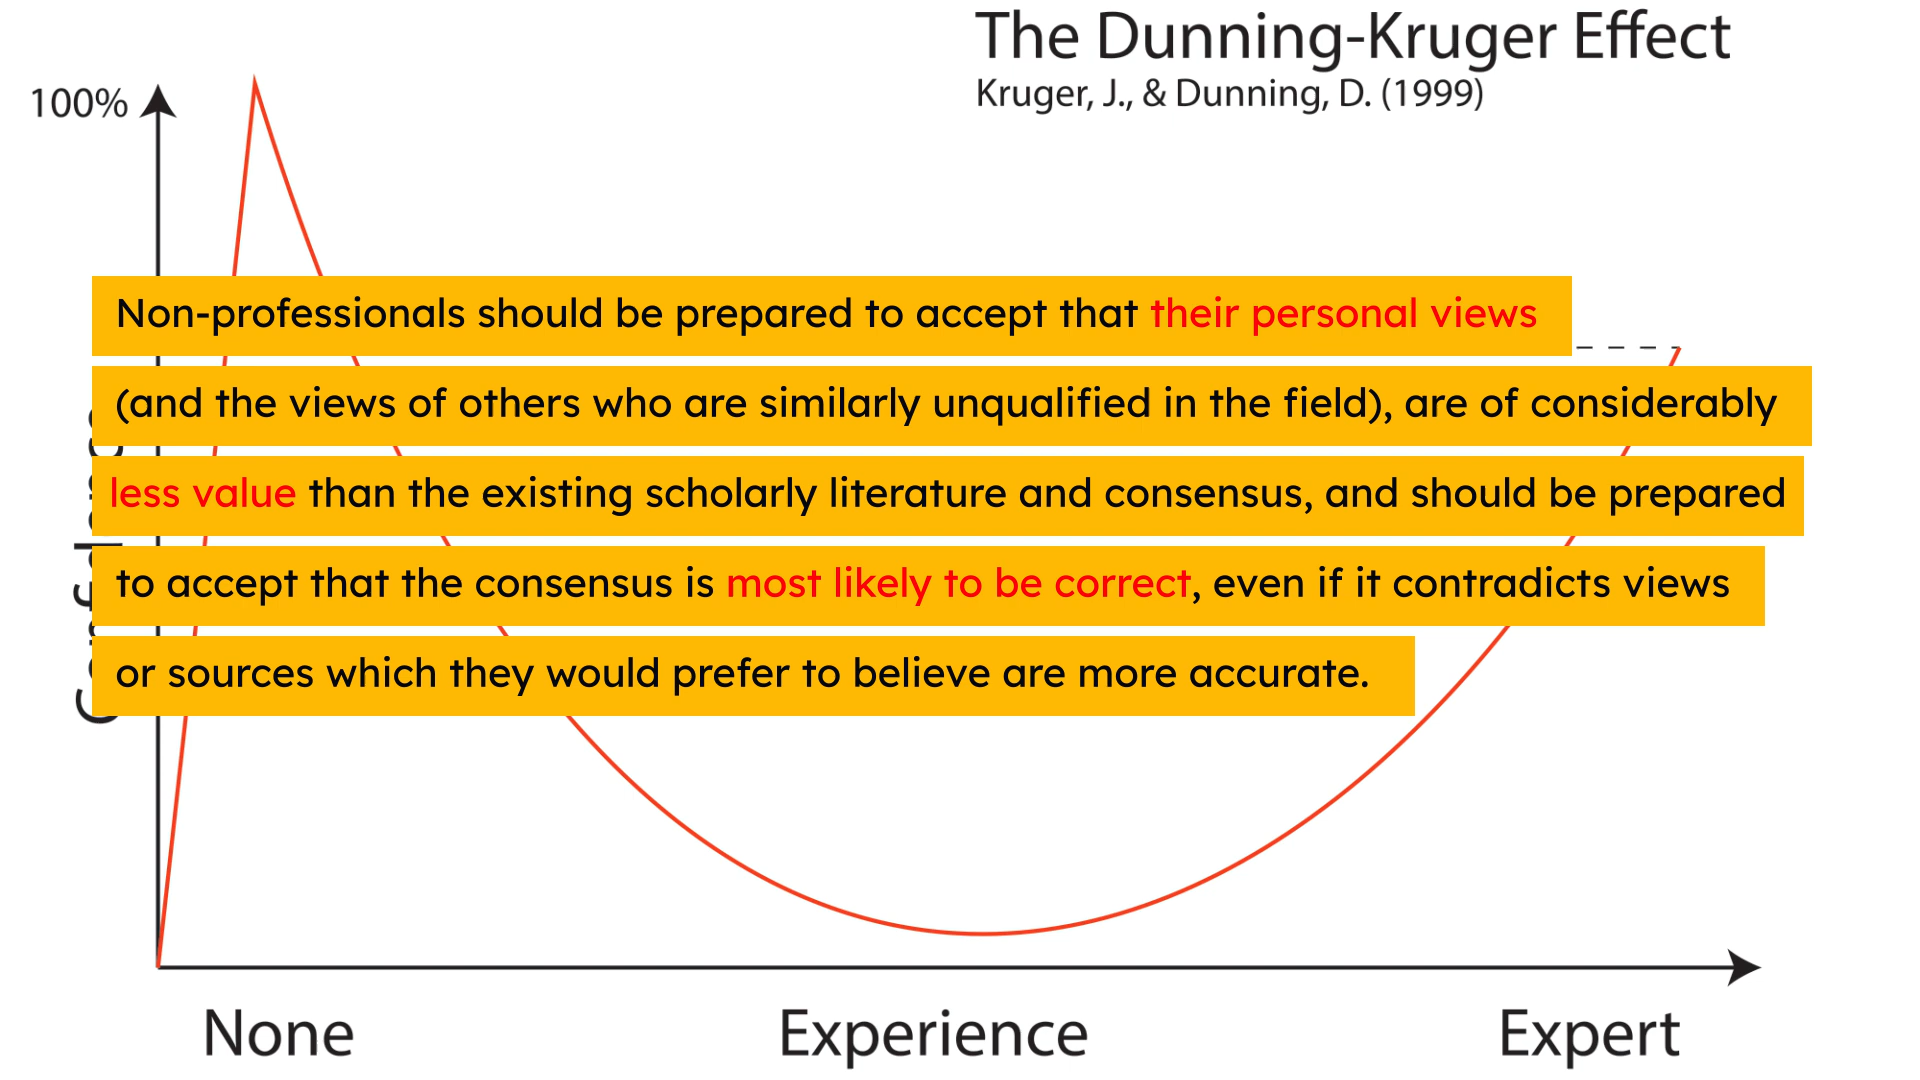 The Dunning-Kruger Effect
Kruger, J., & Dunning, D. (1999)
100%
Non-professionals should be prepared to accept that their personal views
(and the views of others who are similarly unqualified in the field), are of considerably
less value than the existing scholarly literature and consensus, and should be prepared
to accept that the consensus is most likely to be correct, even if it contradicts views
or sources which they would prefer to believe are more accurate.
None
Experience
Expert